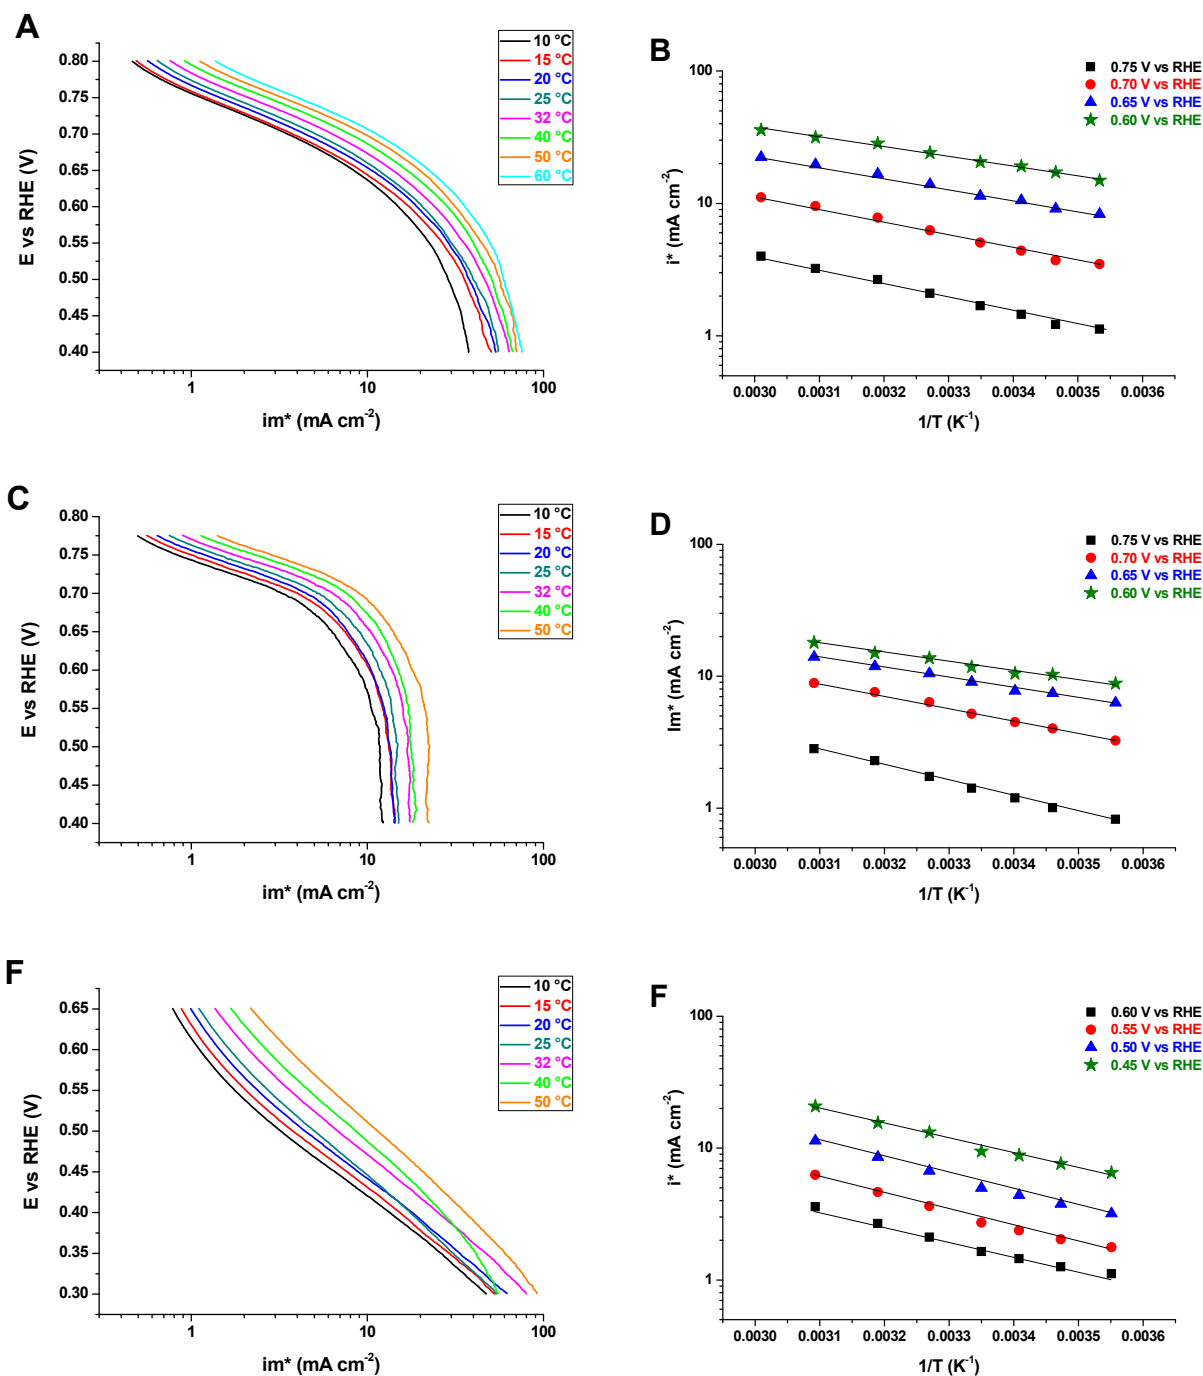 A
0.80
0.75
0.70
0.65
0.60
0.55
0.50
0.45
0.40
E vs RHE (V)
1
10
100
im* (mA cm⁻²)
10 °C
15 °C
20 °C
25 °C
32 °C
40 °C
50 °C
60 °C
B
100
10
1
i* (mA cm⁻²)
0.0030
0.0031
0.0032
0.0033
0.0034
0.0035
0.0036
1/T (K⁻¹)
0.75 V vs RHE
0.70 V vs RHE
0.65 V vs RHE
0.60 V vs RHE
C
0.80
0.75
0.70
0.65
0.60
0.55
0.50
0.45
0.40
E vs RHE (V)
1
10
100
im* (mA cm⁻²)
10 °C
15 °C
20 °C
25 °C
32 °C
40 °C
50 °C
D
100
10
1
Im* (mA cm⁻²)
0.0030
0.0031
0.0032
0.0033
0.0034
0.0035
0.0036
1/T (K⁻¹)
0.75 V vs RHE
0.70 V vs RHE
0.65 V vs RHE
0.60 V vs RHE
F
0.65
0.60
0.55
0.50
0.45
0.40
0.35
0.30
E vs RHE (V)
1
10
100
im* (mA cm⁻²)
10 °C
15 °C
20 °C
25 °C
32 °C
40 °C
50 °C
F
100
10
1
i* (mA cm⁻²)
0.0030
0.0031
0.0032
0.0033
0.0034
0.0035
0.0036
1/T (K⁻¹)
0.60 V vs RHE
0.55 V vs RHE
0.50 V vs RHE
0.45 V vs RHE